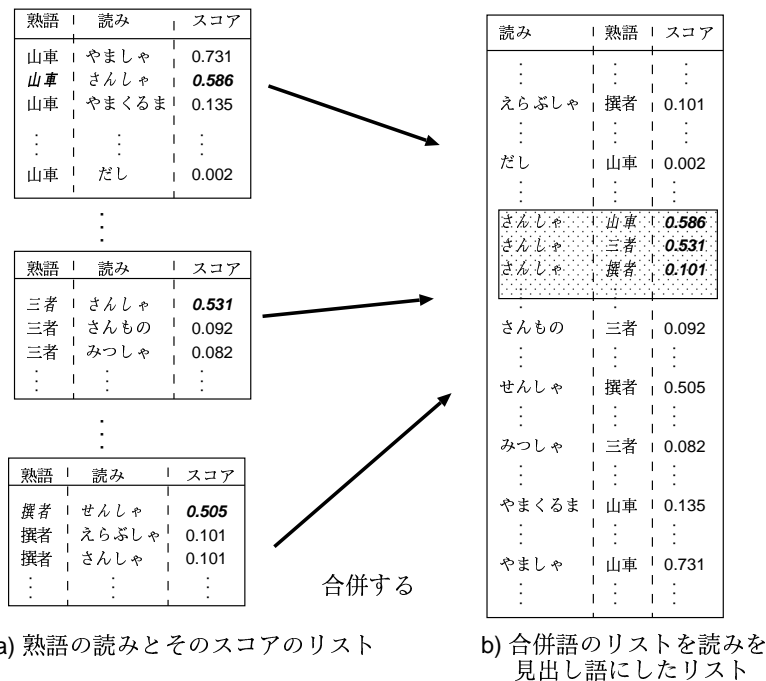 熟語 読み スコア
山車 やましゃ 0.731
山車 さんしゃ 0.586
山車 やまくるま 0.135
山車 だし 0.002
熟語 読み スコア
三者 さんしゃ 0.531
三者 さんもの 0.092
三者 みつしゃ 0.082
熟語 読み スコア
撰者 せんしゃ 0.505
撰者 えらぶしゃ 0.101
撰者 さんしゃ 0.101
合併する
a) 熟語の読みとそのスコアのリスト
読み 熟語 スコア
えらぶしゃ 撰者 0.101
だし 山車 0.002
さんしゃ 山車 0.586
さんしゃ 三者 0.531
さんしゃ 撰者 0.101
さんもの 三者 0.092
せんしゃ 撰者 0.505
みつしゃ 三者 0.082
やまくるま 山車 0.135
やましゃ 山車 0.731
b) 合併語のリストを読みを
見出し語にしたリスト